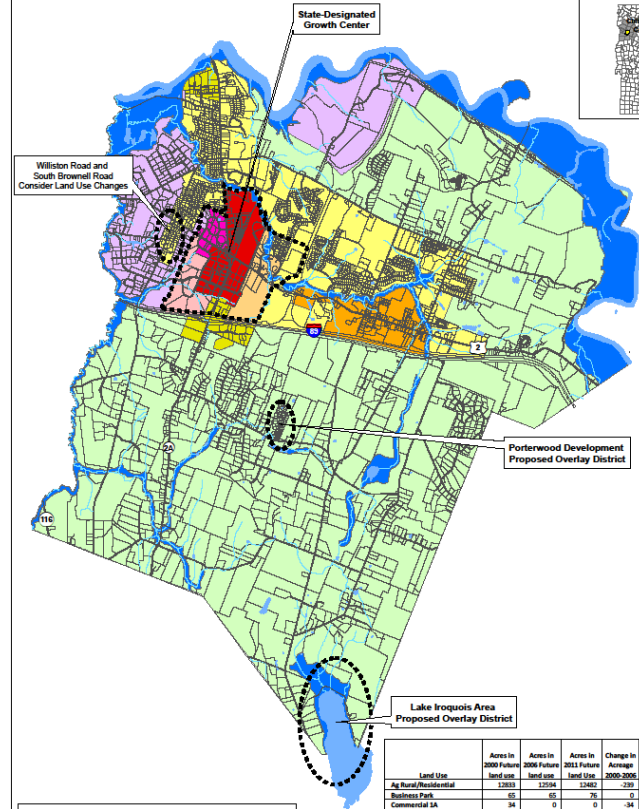 State-Designated
Growth Center
Williston Road and
South Brownell Road
Consider Land Use Changes
89
2
2A
Porterwood Development
Proposed Overlay District
116
Lake Iroquois Area
Proposed Overlay District
Land Use Acres in 2000 Future land use Acres in 2006 Future land use Acres in 2011 Future land Use Change in Acreage 2000-2006
Ag Rural/Residential 12833 12594 12482 -239
Business Park 65 65 76 0
Commercial 1A 34 0 0 -34